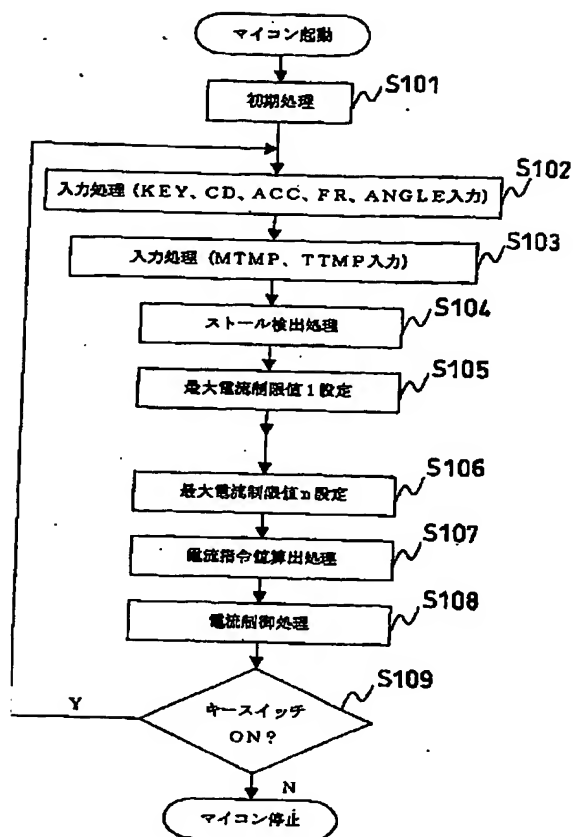 マイコン起動
S101
初期処理
S102
入力処理 (KEY、CD、ACC、FR、ANGLE入力)
S103
入力処理 (MTMP、TTMP入力)
S104
ストール検出処理
S105
最大電流制限値1設定
S106
最大電流制限値n設定
S107
電流指令値算出処理
S108
電流制御処理
S109
キースイッチ
ON?
Y
N
マイコン停止